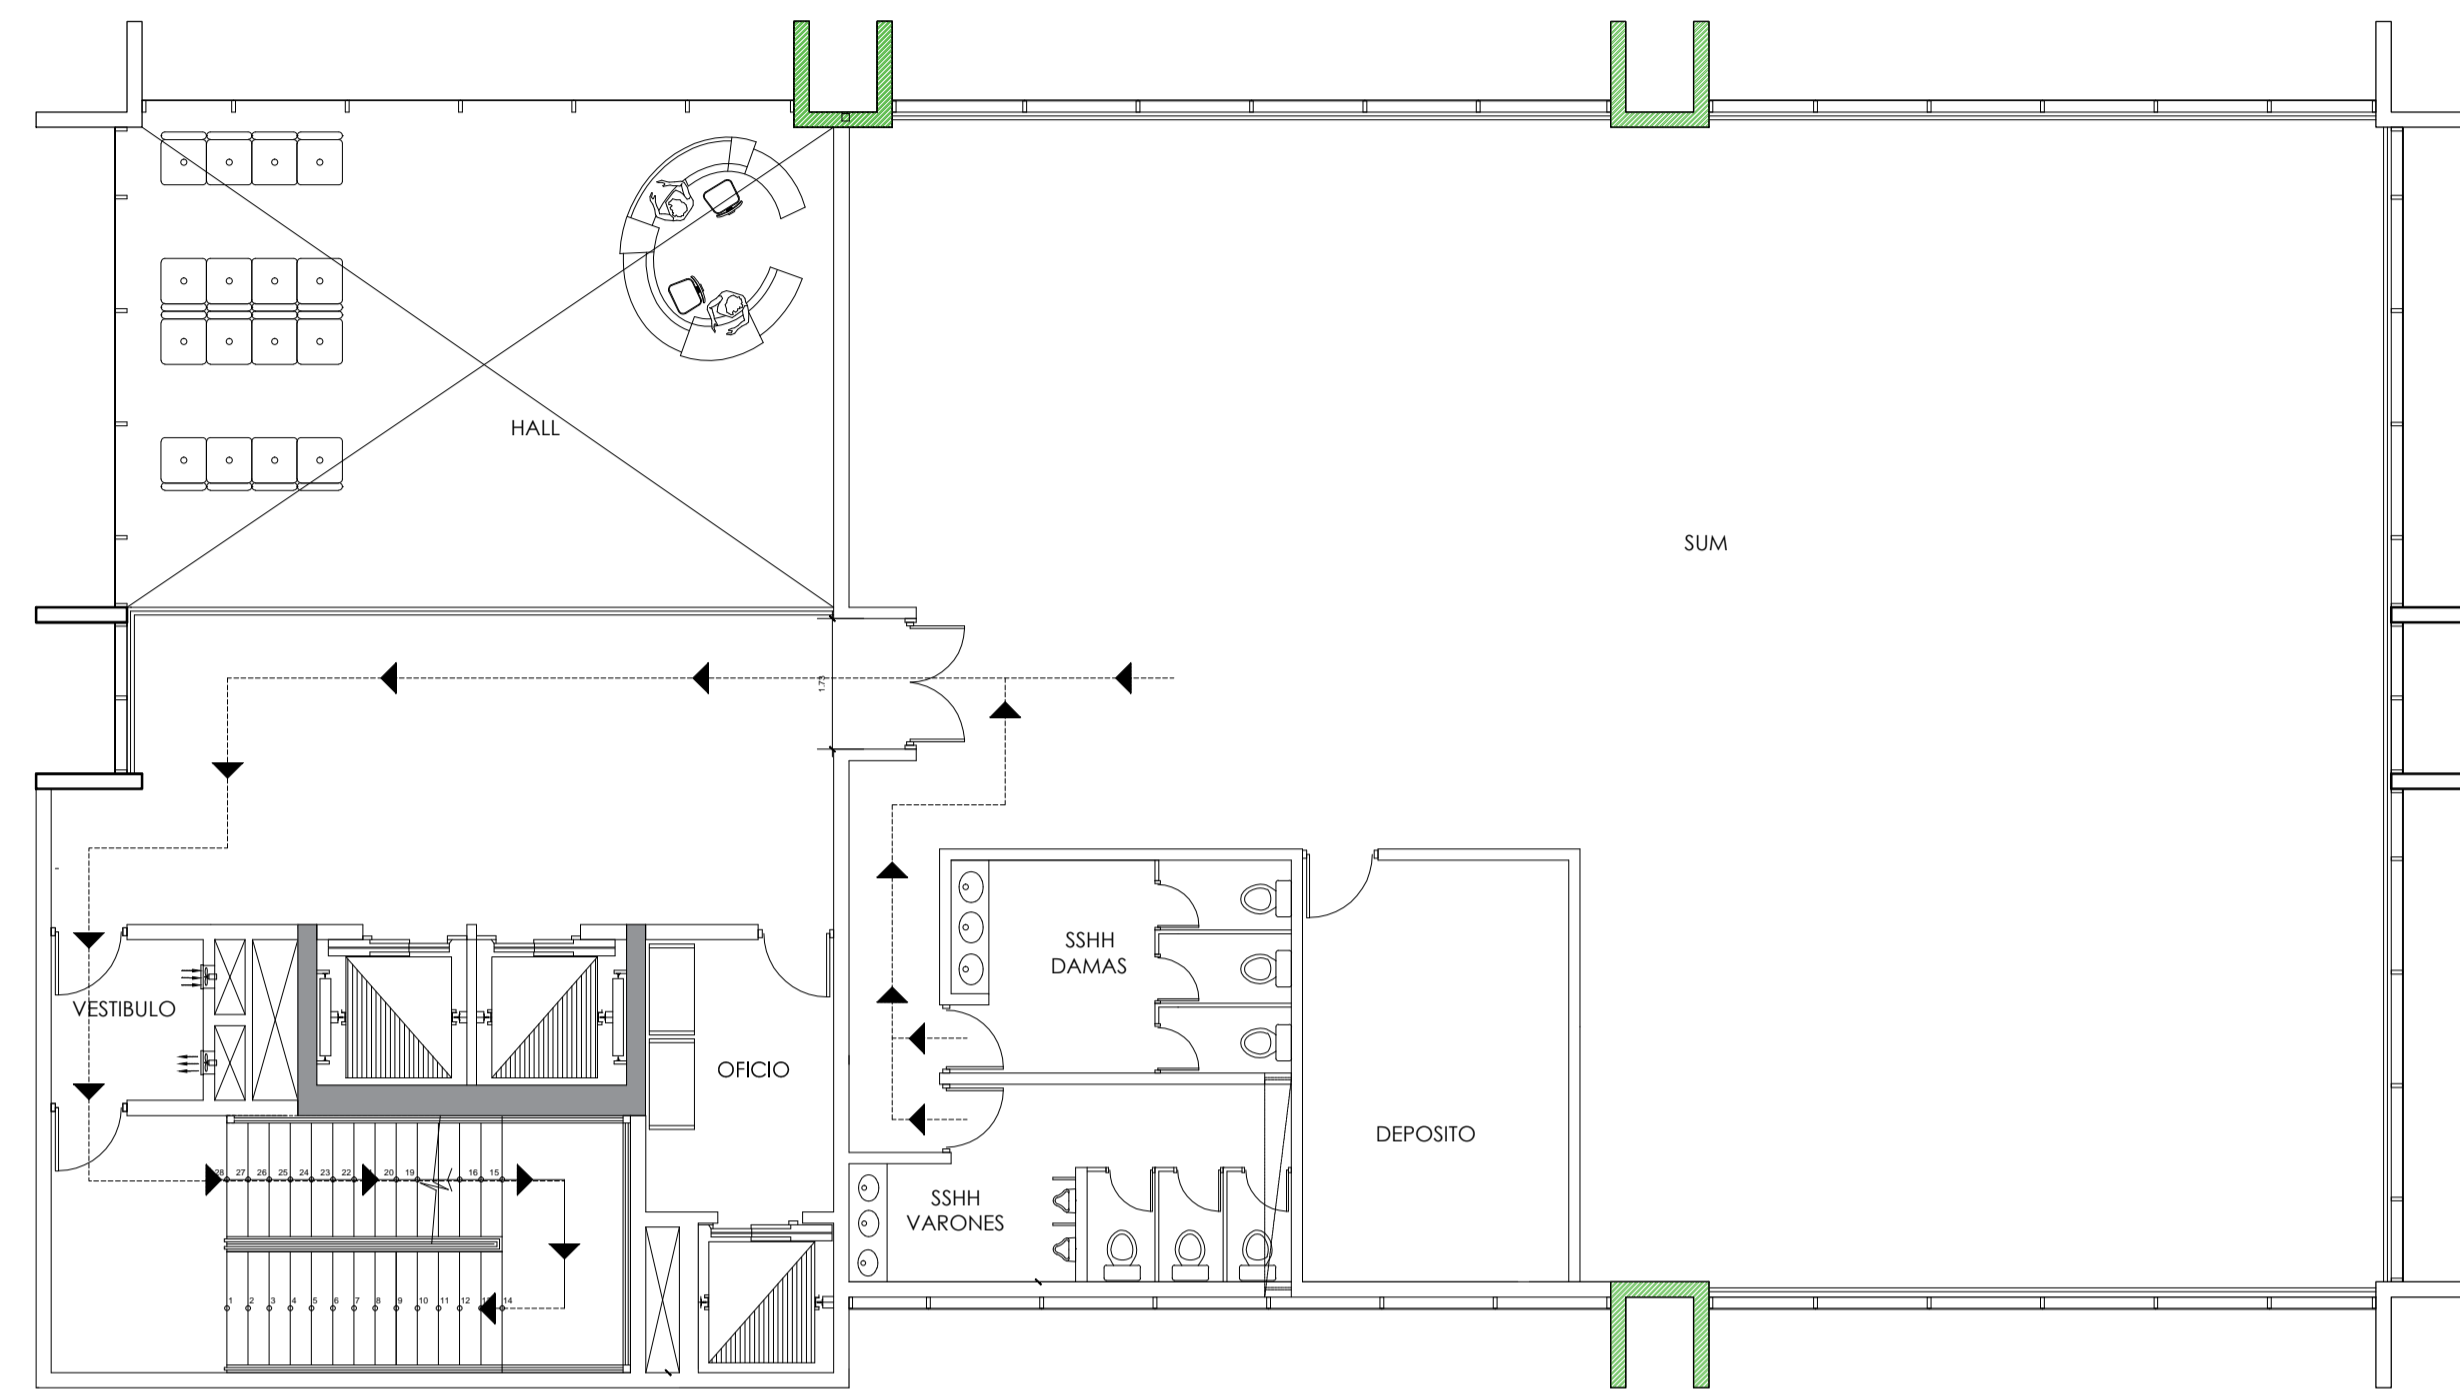 HALL
SUM
1.73
SSHH
DAMAS
VESTIBULO
OFICIO
DEPOSITO
28 27 26 25 24 23 22 20 19 16 15
SSHH
VARONES
1 2 3 4 5 6 7 8 9 10 11 12 14